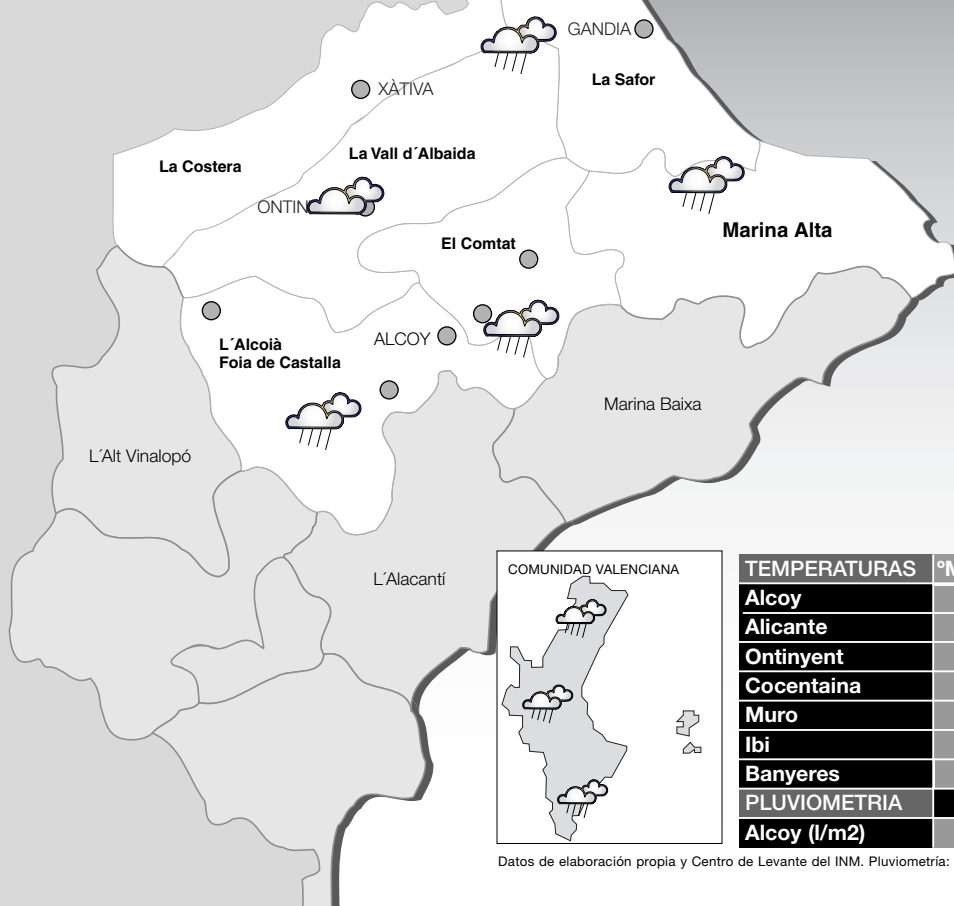 GANDIA
La Safor
XÀTIVA
La Vall d´Albaida
La Costera
ONTIN
Marina Alta
El Comtat
ALCOY
L´Alcoià
Foia de Castalla
Marina Baixa
L´Alt Vinalopó
L´Alacantí
COMUNIDAD VALENCIANA
TEMPERATURAS ºM
Alcoy
Alicante
Ontinyent
Cocentaina
Muro
Ibi
Banyeres
PLUVIOMETRIA
Alcoy (l/m2)
Datos de elaboración propia y Centro de Levante del INM. Pluviometría: